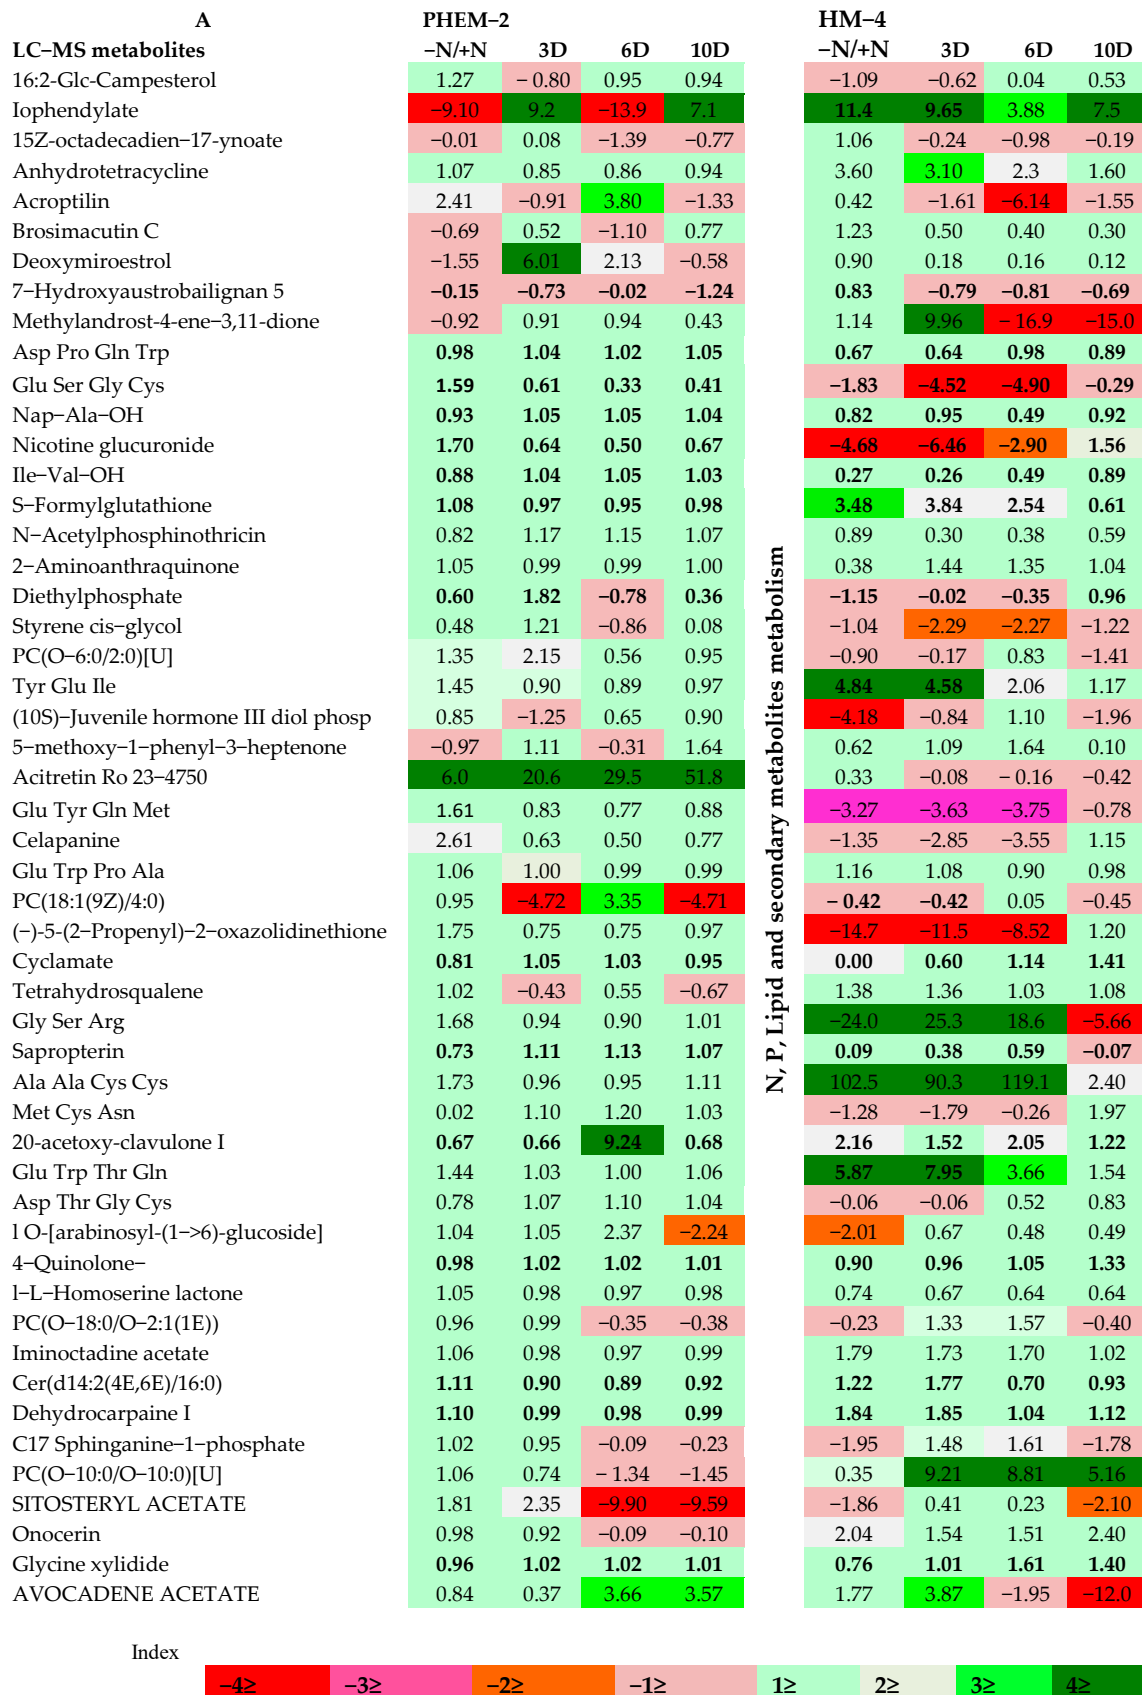 A PHEM−2 HM−4
LC−MS metabolites −N/+N 3D 6D 10D −N/+N 3D 6D 10D
16:2-Glc-Campesterol 1.27 − 0.80 0.95 0.94 −1.09 −0.62 0.04 0.53
Iophendylate −9.10 9.2 −13.9 7.1 11.4 9.65 3.88 7.5
15Z-octadecadien−17-ynoate −0.01 0.08 −1.39 −0.77 1.06 −0.24 −0.98 −0.19
Anhydrotetracycline 1.07 0.85 0.86 0.94 3.60 3.10 2.3 1.60
Acroptilin 2.41 −0.91 3.80 −1.33 0.42 −1.61 −6.14 −1.55
Brosimacutin C −0.69 0.52 −1.10 0.77 1.23 0.50 0.40 0.30
Deoxymiroestrol −1.55 6.01 2.13 −0.58 0.90 0.18 0.16 0.12
7−Hydroxyaustrobailignan 5 −0.15 −0.73 −0.02 −1.24 0.83 −0.79 −0.81 −0.69
Methylandrost-4-ene−3,11-dione −0.92 0.91 0.94 0.43 1.14 9.96 − 16.9 −15.0
Asp Pro Gln Trp 0.98 1.04 1.02 1.05 0.67 0.64 0.98 0.89
Glu Ser Gly Cys 1.59 0.61 0.33 0.41 −1.83 −4.52 −4.90 −0.29
Nap−Ala−OH 0.93 1.05 1.05 1.04 0.82 0.95 0.49 0.92
Nicotine glucuronide 1.70 0.64 0.50 0.67 −4.68 −6.46 −2.90 1.56
Ile−Val−OH 0.88 1.04 1.05 1.03 0.27 0.26 0.49 0.89
S−Formylglutathione 1.08 0.97 0.95 0.98 3.48 3.84 2.54 0.61
N−Acetylphosphinothricin 0.82 1.17 1.15 1.07 0.89 0.30 0.38 0.59
2−Aminoanthraquinone 1.05 0.99 0.99 1.00 0.38 1.44 1.35 1.04
Diethylphosphate 0.60 1.82 −0.78 0.36 −1.15 −0.02 −0.35 0.96
Styrene cis−glycol 0.48 1.21 −0.86 0.08 −1.04 −2.29 −2.27 −1.22
PC(O−6:0/2:0)[U] 1.35 2.15 0.56 0.95 −0.90 −0.17 0.83 −1.41
Tyr Glu Ile 1.45 0.90 0.89 0.97 4.84 4.58 2.06 1.17
(10S)−Juvenile hormone III diol phosp 0.85 −1.25 0.65 0.90 −4.18 −0.84 1.10 −1.96
5−methoxy−1−phenyl−3−heptenone −0.97 1.11 −0.31 1.64 0.62 1.09 1.64 0.10
Acitretin Ro 23−4750 6.0 20.6 29.5 51.8 0.33 −0.08 − 0.16 −0.42
Glu Tyr Gln Met 1.61 0.83 0.77 0.88 −3.27 −3.63 −3.75 −0.78
Celapanine 2.61 0.63 0.50 0.77 −1.35 −2.85 −3.55 1.15
Glu Trp Pro Ala 1.06 1.00 0.99 0.99 1.16 1.08 0.90 0.98
PC(18:1(9Z)/4:0) 0.95 −4.72 3.35 −4.71 − 0.42 −0.42 0.05 −0.45
(−)-5-(2−Propenyl)−2−oxazolidinethione 1.75 0.75 0.75 0.97 −14.7 −11.5 −8.52 1.20
Cyclamate 0.81 1.05 1.03 0.95 0.00 0.60 1.14 1.41
Tetrahydrosqualene 1.02 −0.43 0.55 −0.67 1.38 1.36 1.03 1.08
Gly Ser Arg 1.68 0.94 0.90 1.01 −24.0 25.3 18.6 −5.66
Sapropterin 0.73 1.11 1.13 1.07 0.09 0.38 0.59 −0.07
Ala Ala Cys Cys 1.73 0.96 0.95 1.11 102.5 90.3 119.1 2.40
Met Cys Asn 0.02 1.10 1.20 1.03 −1.28 −1.79 −0.26 1.97
20-acetoxy-clavulone I 0.67 0.66 9.24 0.68 2.16 1.52 2.05 1.22
Glu Trp Thr Gln 1.44 1.03 1.00 1.06 5.87 7.95 3.66 1.54
Asp Thr Gly Cys 0.78 1.07 1.10 1.04 −0.06 −0.06 0.52 0.83
l O-[arabinosyl-(1->6)-glucoside] 1.04 1.05 2.37 −2.24 −2.01 0.67 0.48 0.49
4−Quinolone− 0.98 1.02 1.02 1.01 0.90 0.96 1.05 1.33
l−L−Homoserine lactone 1.05 0.98 0.97 0.98 0.74 0.67 0.64 0.64
PC(O−18:0/O−2:1(1E)) 0.96 0.99 −0.35 −0.38 −0.23 1.33 1.57 −0.40
Iminoctadine acetate 1.06 0.98 0.97 0.99 1.79 1.73 1.70 1.02
Cer(d14:2(4E,6E)/16:0) 1.11 0.90 0.89 0.92 1.22 1.77 0.70 0.93
Dehydrocarpaine I 1.10 0.99 0.98 0.99 1.84 1.85 1.04 1.12
C17 Sphinganine−1−phosphate 1.02 0.95 −0.09 −0.23 −1.95 1.48 1.61 −1.78
PC(O−10:0/O−10:0)[U] 1.06 0.74 − 1.34 −1.45 0.35 9.21 8.81 5.16
SITOSTERYL ACETATE 1.81 2.35 −9.90 −9.59 −1.86 0.41 0.23 −2.10
Onocerin 0.98 0.92 −0.09 −0.10 2.04 1.54 1.51 2.40
Glycine xylidide 0.96 1.02 1.02 1.01 0.76 1.01 1.61 1.40
AVOCADENE ACETATE 0.84 0.37 3.66 3.57 1.77 3.87 −1.95 −12.0
N, P, Lipid and secondary metabolites metabolism
Index
−4≥ −3≥ −2≥ −1≥ 1≥ 2≥ 3≥ 4≥